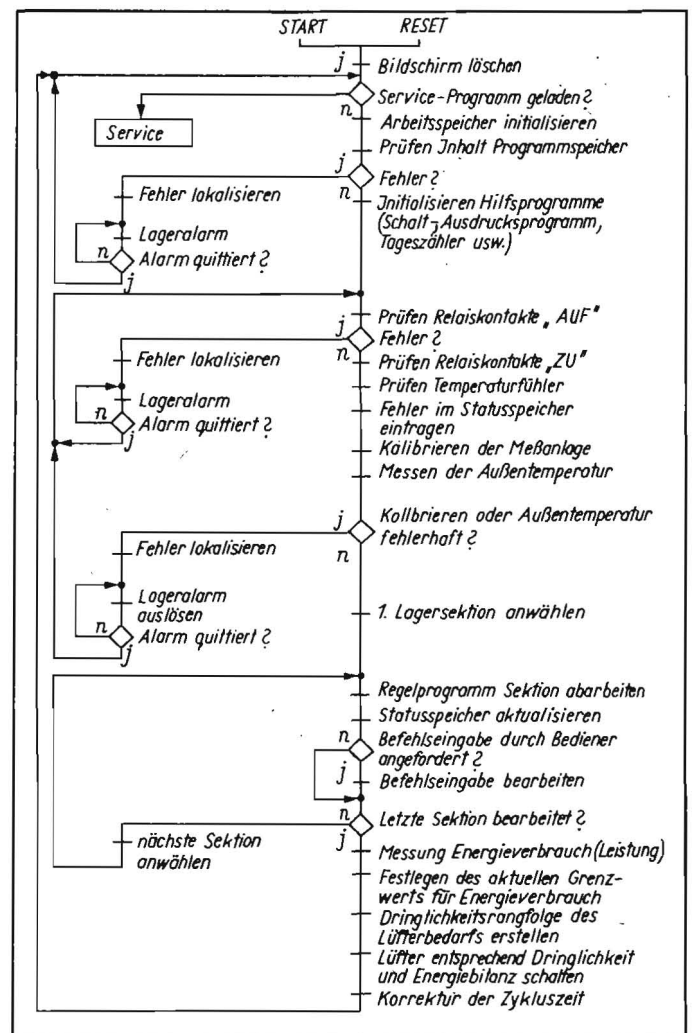 START RESET
j
Bildschirm löschen
Service-Programm geladen?
n
Service
Arbeitsspeicher initialisieren
Prüfen Inhalt Programmspeicher
j
Fehler?
n
Fehler lokalisieren
Initialisieren Hilfsprogramme
(Schalt-, Ausdrucksprogramm,
Tageszähler usw.)
Lageralarm
n
Alarm quittiert?
j
Prüfen Relaiskontakte „AUF"
j
Fehler?
n
Fehler lokalisieren
Prüfen Relaiskontakte „ZU"
Prüfen Temperaturfühler
Lageralarm
Fehler im Statusspeicher
eintragen
n
Alarm quittiert?
j
Kalibrieren der Meßanlage
Messen der Außentemperatur
j
Kolibrieren oder Außentemperatur
fehlerhaft?
n
Fehler lokalisieren
Lageralarm
auslösen
1. Lagersektion anwählen
n
Alarm quittiert?
j
Regelprogramm Sektion abarbeiten
Statusspeicher aktualisieren
n
Befehlseingabe durch Bediener
angefordert?
j
Befehlseingabe bearbeiten
n
Letzte Sektion bearbeitet?
j
nächste Sektion
anwählen
Messung Energieverbrauch (Leistung)
Festlegen des aktuellen Grenz-
werts für Energieverbrauch
Dringlichkeitsrangfolge des
Lüfterbedarfs erstellen
Lüfter entsprechend Dringlichkeit
und Energiebilanz schalten
Korrektur der Zykluszeit